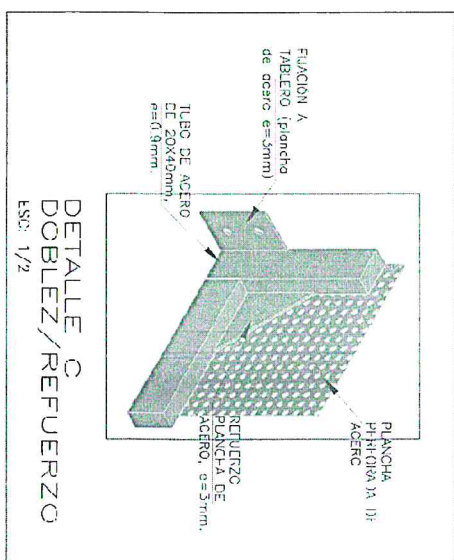 FIJACIÓN A
TABLERO (plancha
de acero e=3mm)
TUBO DE ACERO
DE 20X40mm,
e=0.9mm.
PLANCHA
PERFORADA DE
ACERO
REFUERZO
PLANCHA DE
ACERO, e=3mm.
DETALLE C
DOBLEZ/REFUERZO
ESC: 1/2